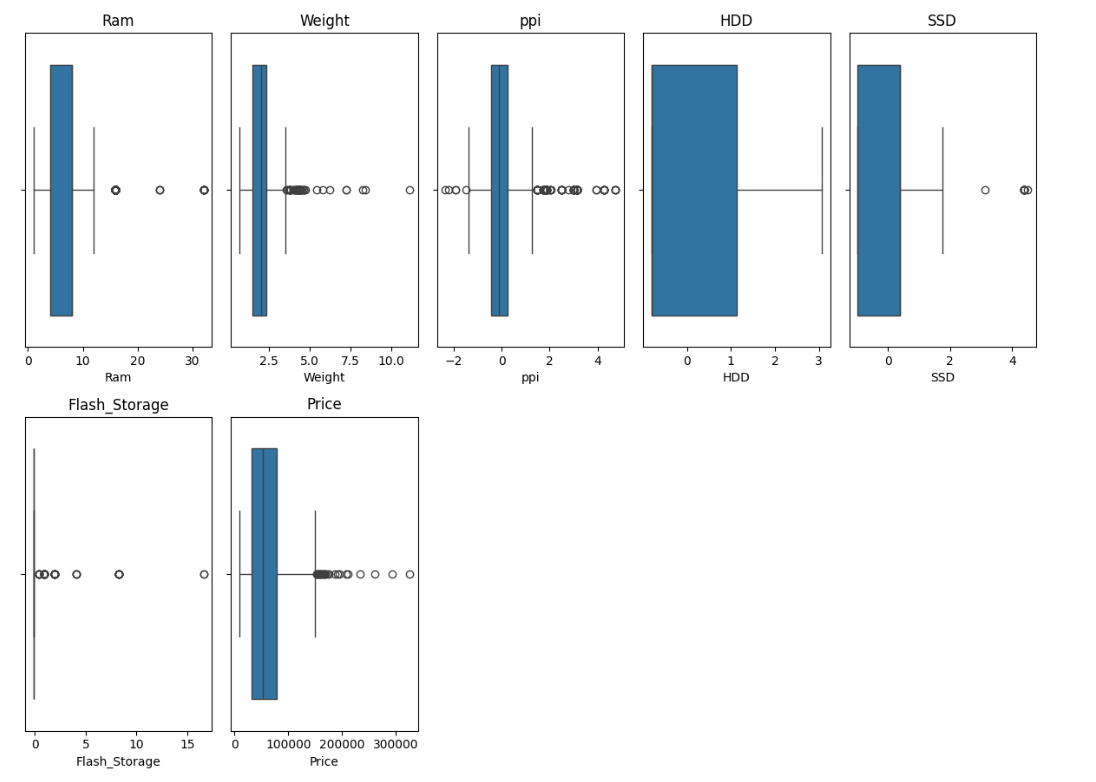 Ram Weight ppi HDD SSD
0 10 20 30 2.5 5.0 7.5 10.0 −2 0 2 4 0 1 2 3 0 2 4
Ram Weight ppi HDD SSD
Flash_Storage Price
0 5 10 15 0 100000 200000 300000
Flash_Storage Price